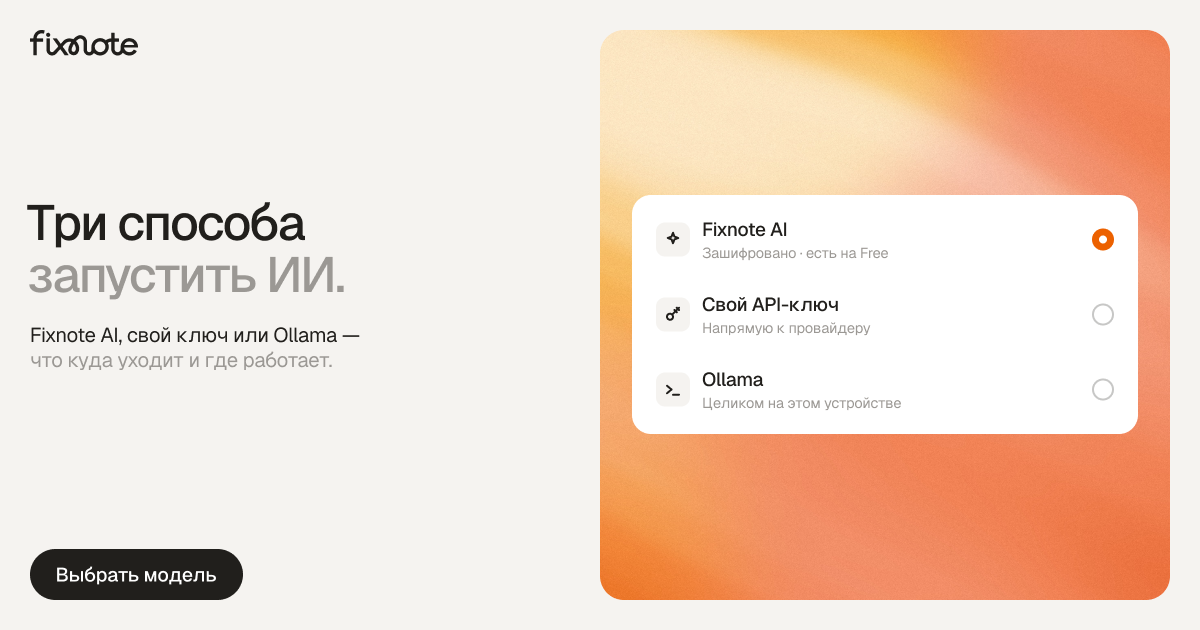 fixnote
Три способа
запустить ИИ.
Fixnote AI, свой ключ или Ollama —
что куда уходит и где работает.
Выбрать модель
Fixnote AI
Зашифровано · есть на Free
Свой API-ключ
Напрямую к провайдеру
Ollama
Целиком на этом устройстве